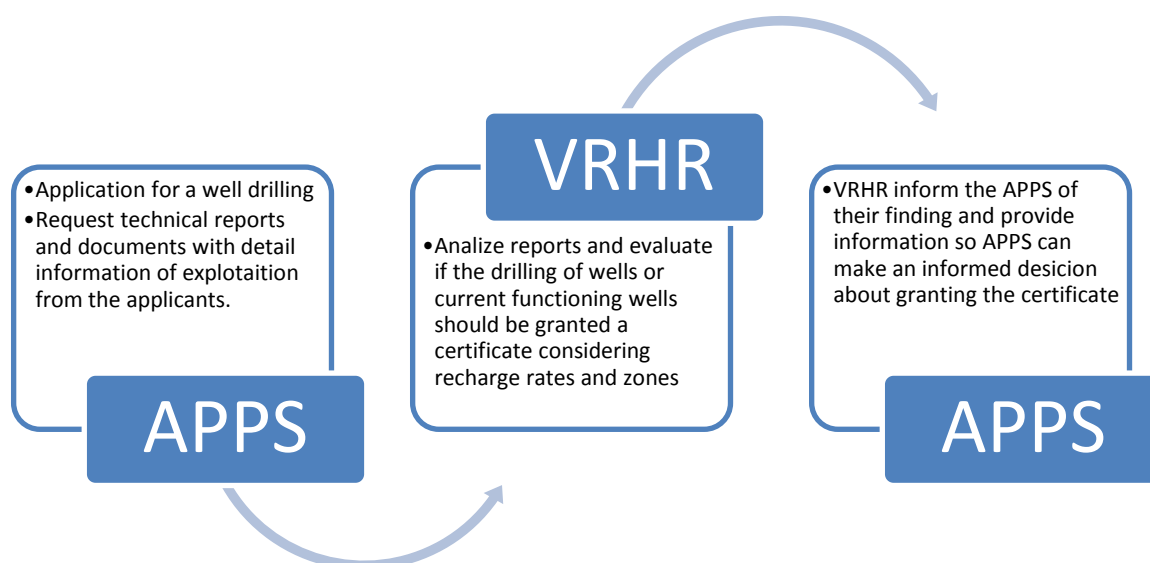 •Application for a well drilling
•Request technical reports
and documents with detail
information of explotaition
from the applicants.
APPS
VRHR
•Analize reports and evaluate
if the drilling of wells or
current functioning wells
should be granted a
certificate considering
recharge rates and zones
•VRHR inform the APPS of
their finding and provide
information so APPS can
make an informed desicion
about granting the certificate
APPS